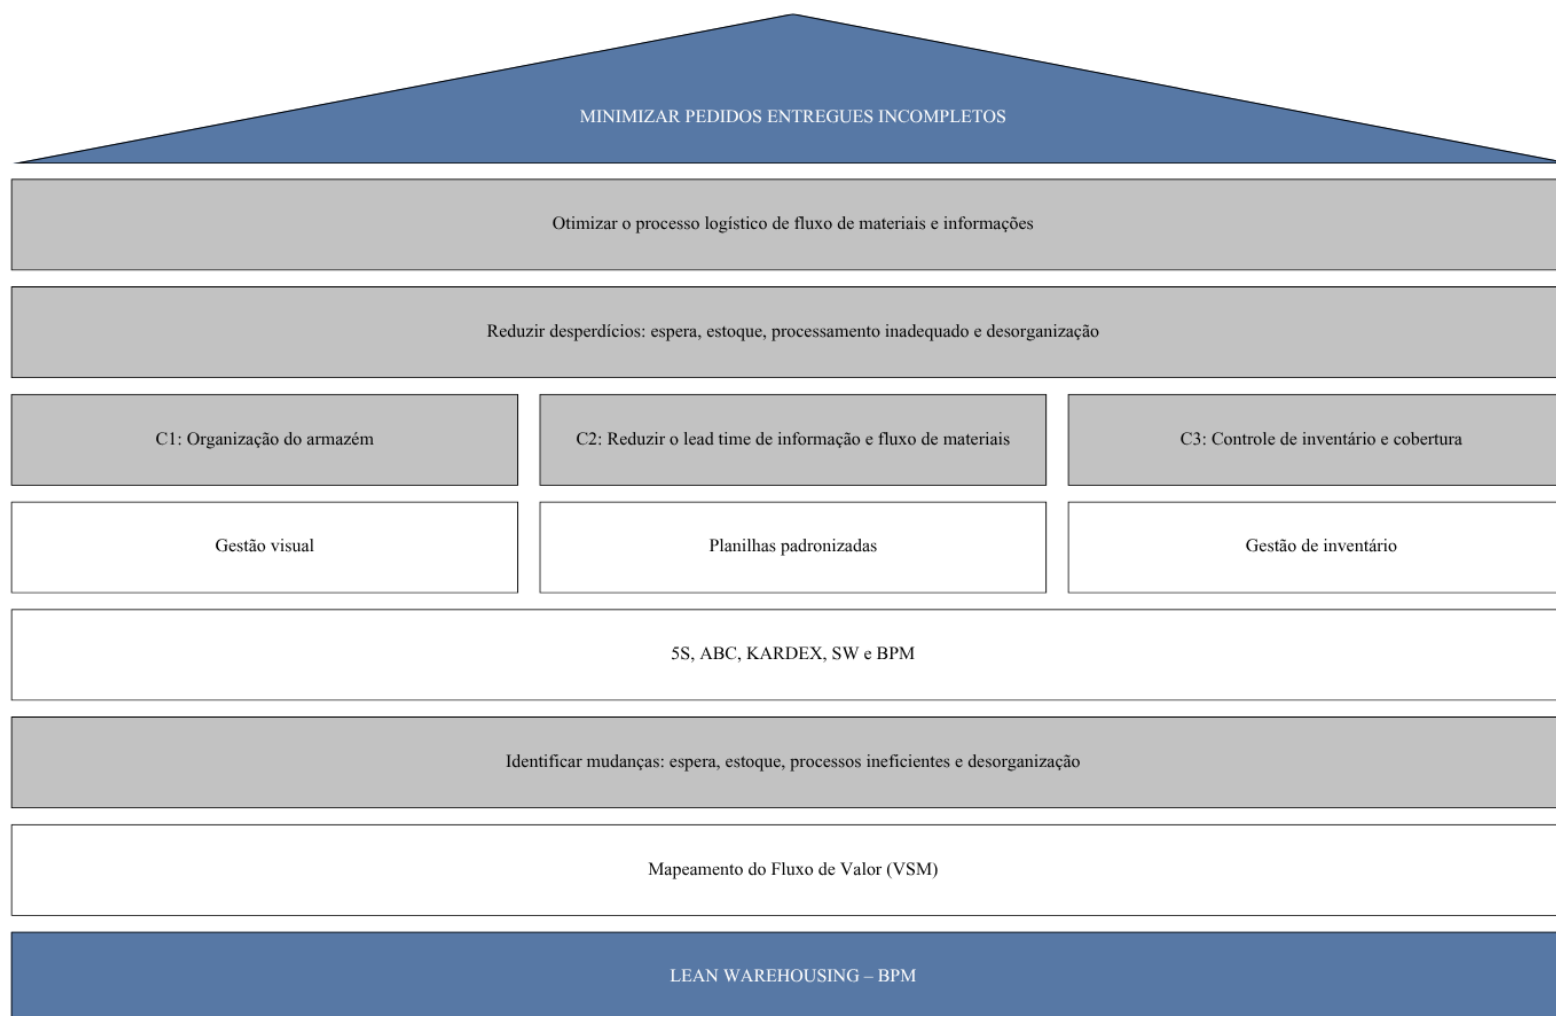 MINIMIZAR PEDIDOS ENTREGUES INCOMPLETOS
Otimizar o processo logístico de fluxo de materiais e informações
Reduzir desperdícios: espera, estoque, processamento inadequado e desorganização
C1: Organização do armazém
C2: Reduzir o lead time de informação e fluxo de materiais
C3: Controle de inventário e cobertura
Gestão visual
Planilhas padronizadas
Gestão de inventário
5S, ABC, KARDEX, SW e BPM
Identificar mudanças: espera, estoque, processos ineficientes e desorganização
Mapeamento do Fluxo de Valor (VSM)
LEAN WAREHOUSING – BPM